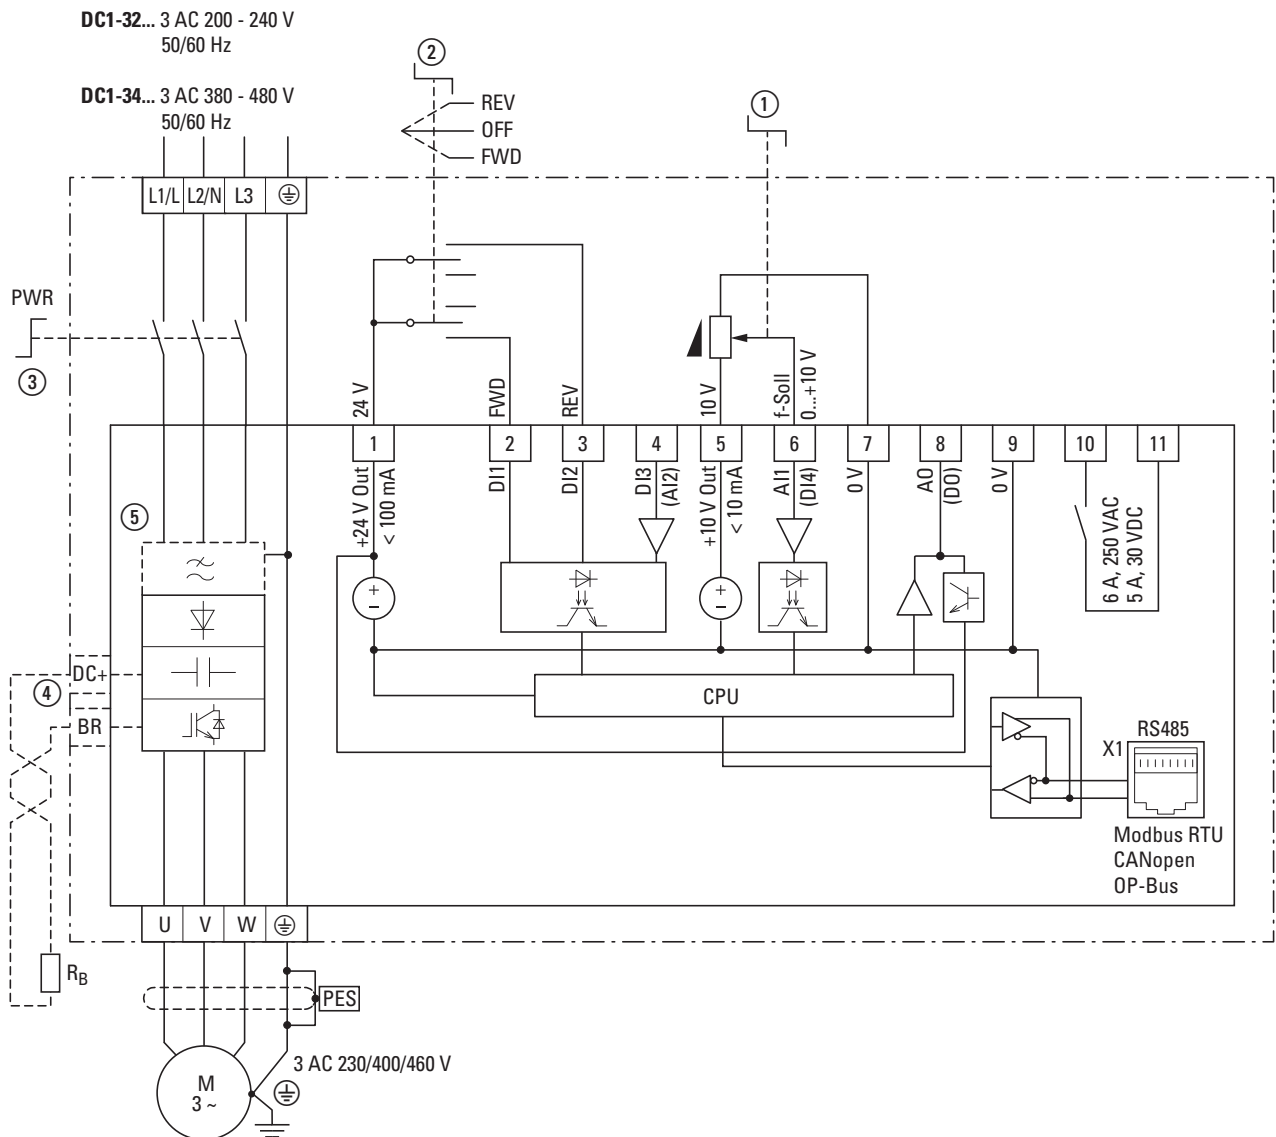 DC1-32... 3 AC 200 - 240 V
50/60 Hz
DC1-34... 3 AC 380 - 480 V
50/60 Hz
2
REV
OFF
FWD
1
L1/L L2/N L3
PWR
3
24 V
FWD
REV
10 V
f-Soll
0...+10 V
1 2 3 4 5 6 7 8 9 10 11
+24 V Out
< 100 mA
DI1
DI2
DI3
(AI2)
+10 V Out
< 10 mA
AI1
(DI4)
0 V
AO
(DO)
0 V
6 A, 250 VAC
5 A, 30 VDC
5
+
-
+
-
DC+
4
BR
CPU
X1
RS485
Modbus RTU
CANopen
OP-Bus
U V W
RB
PES
3 AC 230/400/460 V
M
3 ~